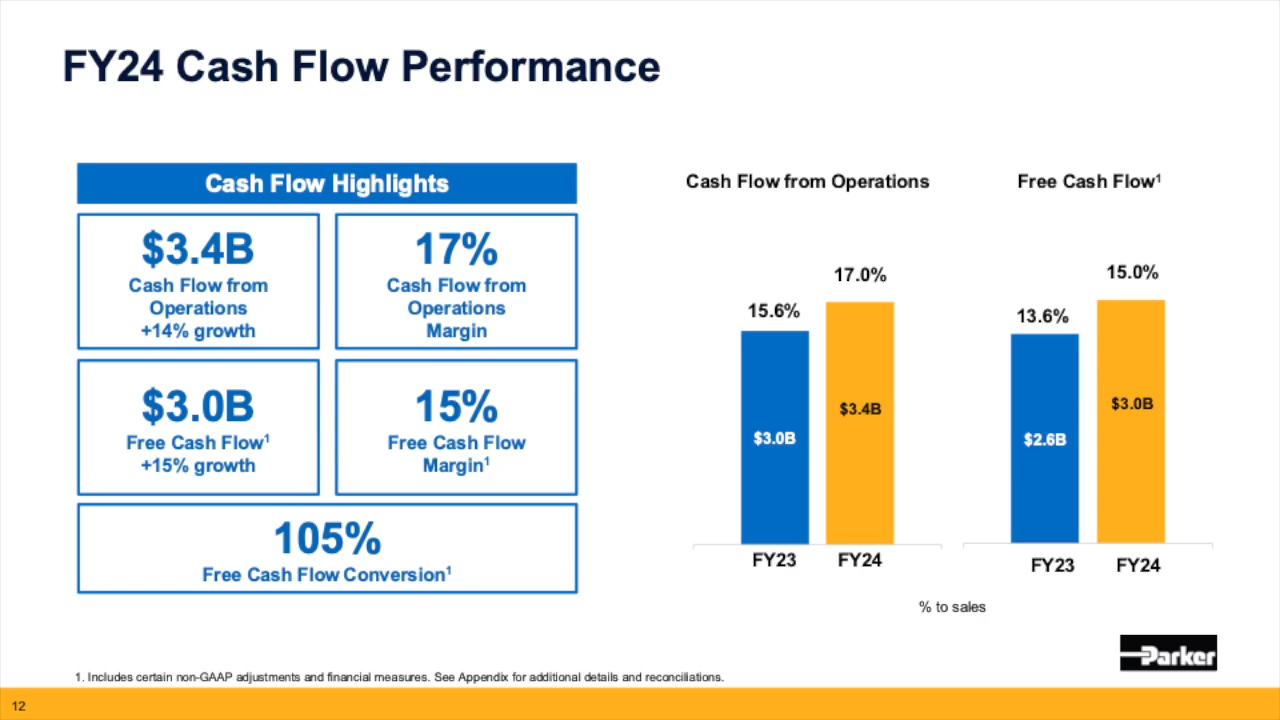 FY24 Cash Flow Performance
Cash Flow Highlights
$3.4B
Cash Flow from
Operations
+14% growth
17%
Cash Flow from
Operations
Margin
$3.0B
Free Cash Flow¹
+15% growth
15%
Free Cash Flow
Margin¹
105%
Free Cash Flow Conversion¹
Cash Flow from Operations
17.0%
15.6%
$3.4B
$3.0B
FY23 FY24
Free Cash Flow¹
15.0%
13.6%
$3.0B
$2.6B
FY23 FY24
% to sales
Parker
1. Includes certain non-GAAP adjustments and financial measures. See Appendix for additional details and reconciliations.
12